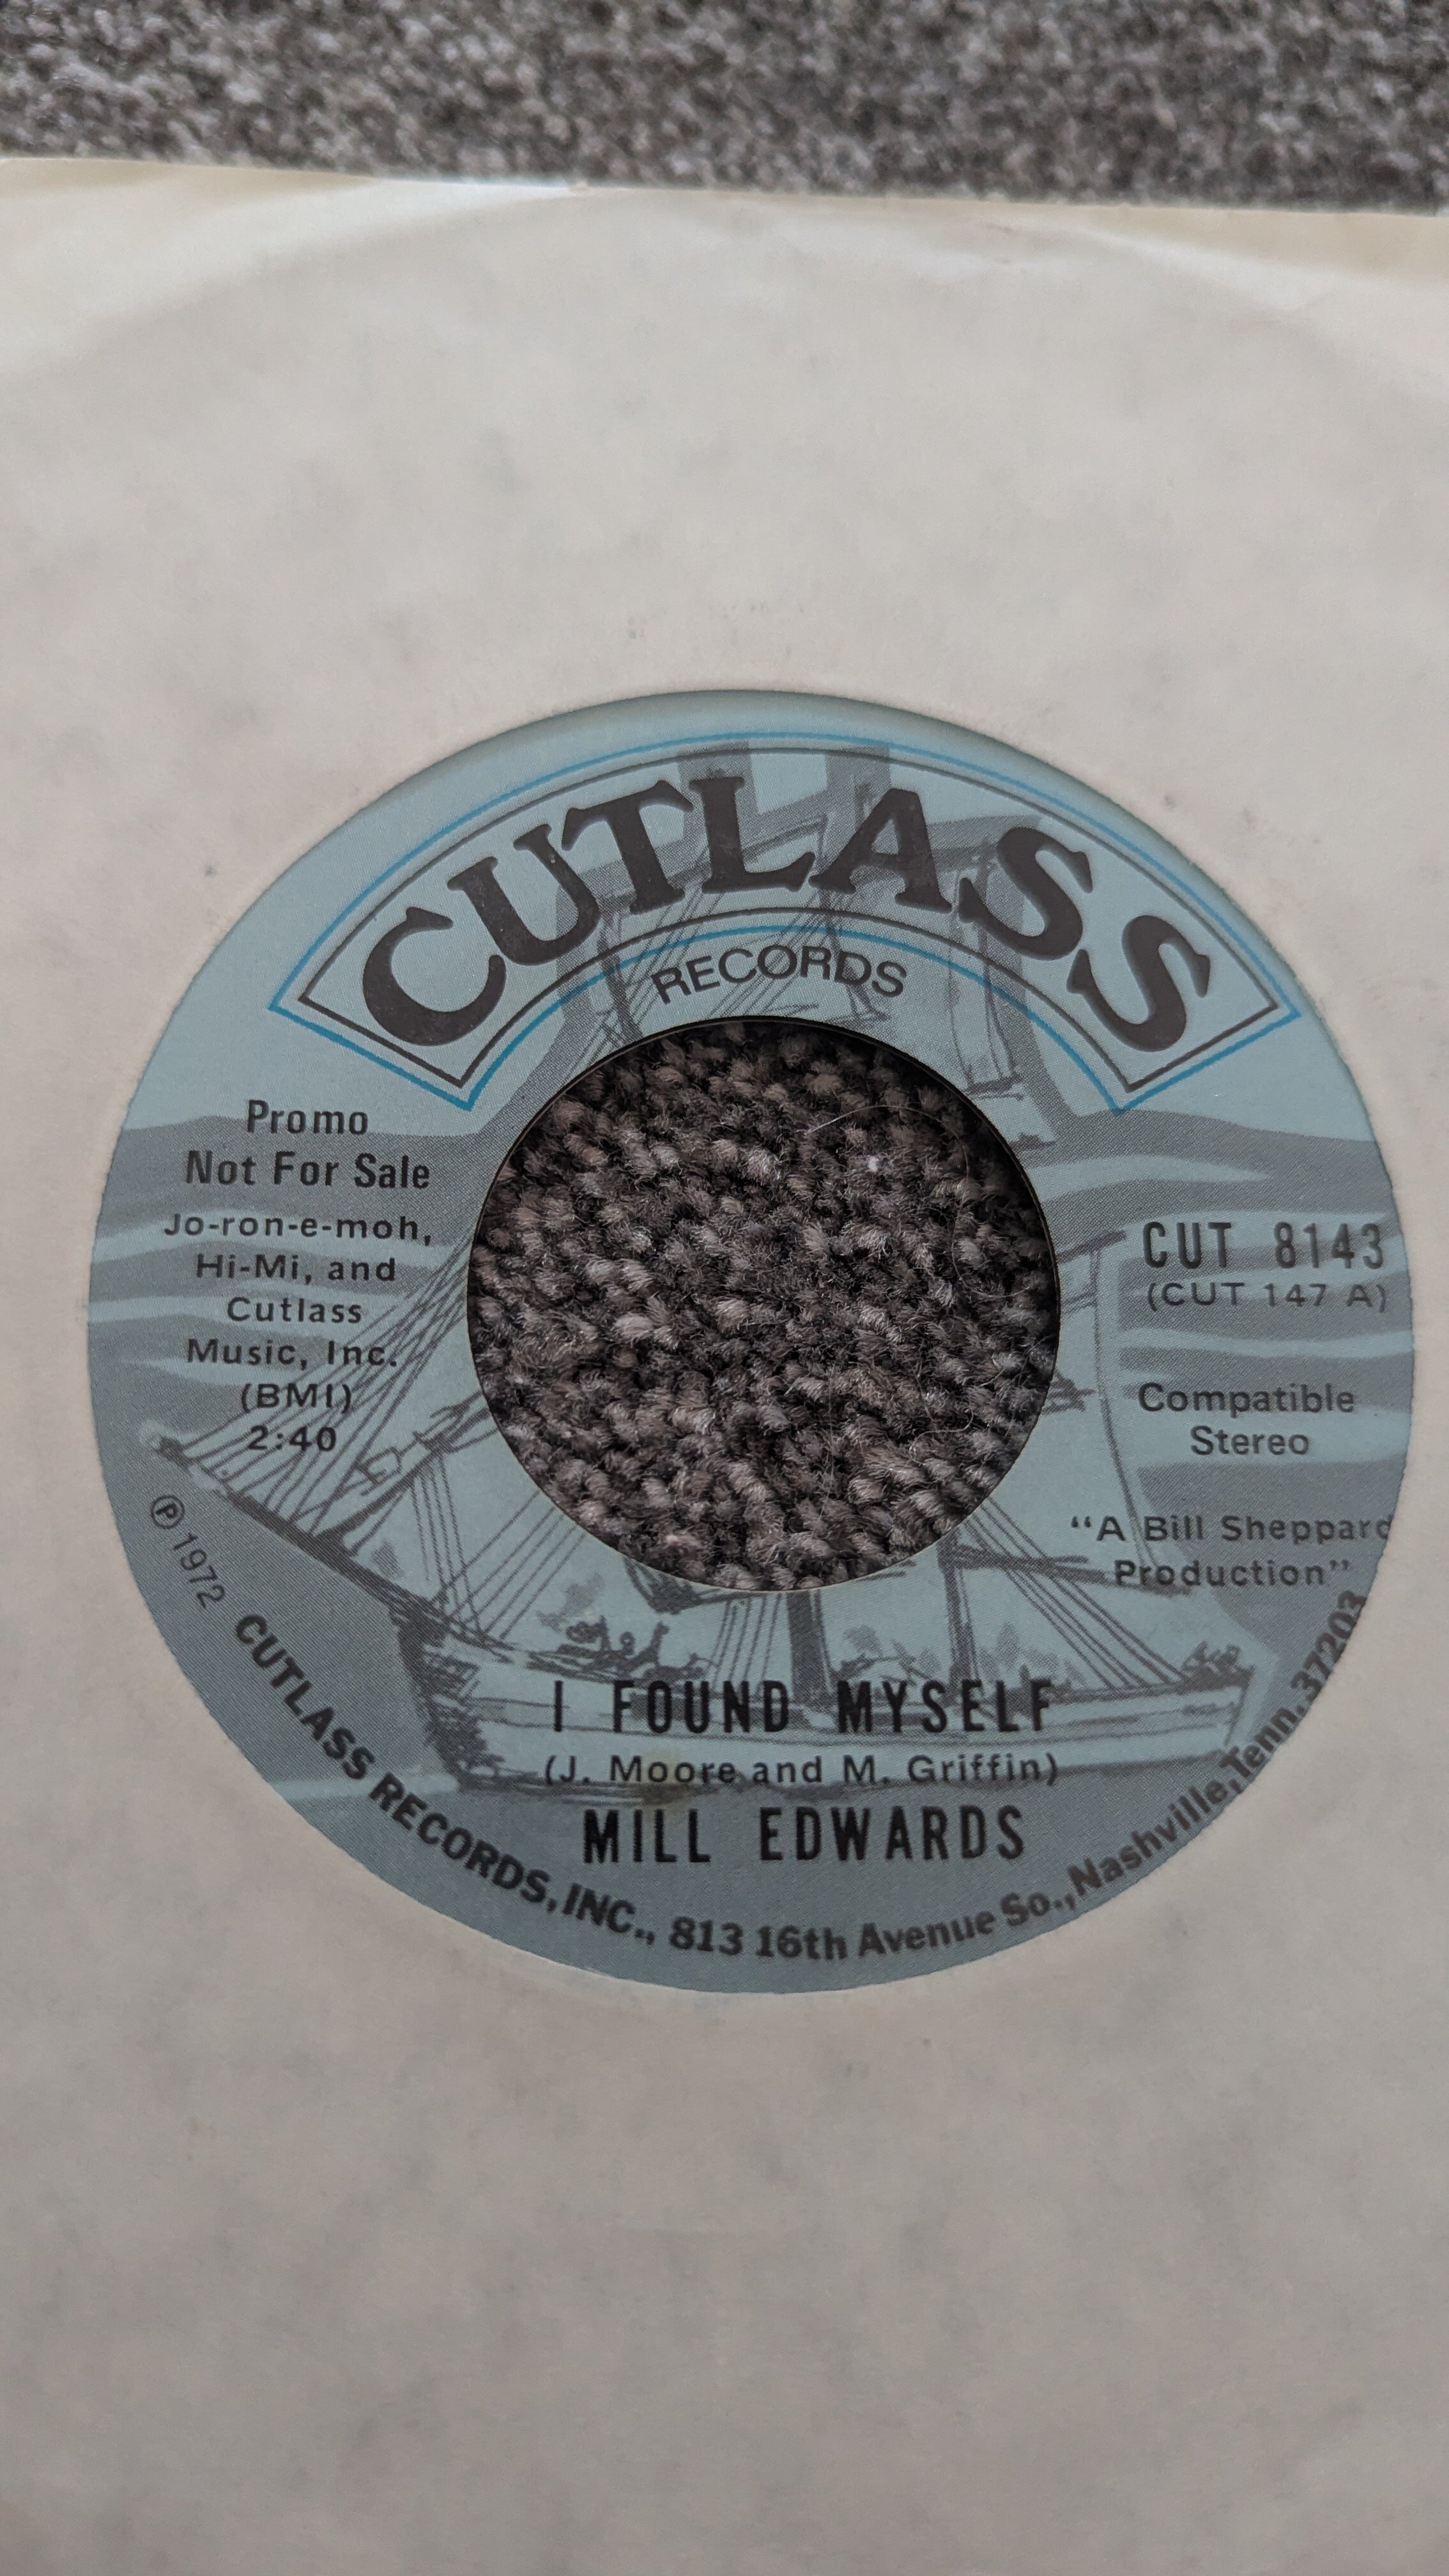 CUTLASS
RECORDS
Promo
Not For Sale
Jo-ron-e-moh,
Hi-Mi, and
Cutlass
Music, Inc.
(BMI)
2:40
CUT 8143
(CUT 147 A)
Compatible
Stereo
“A Bill Sheppard
Production”
I FOUND MYSELF
(J. Moore and M. Griffin)
MILL EDWARDS
℗ 1972 CUTLASS RECORDS, INC., 813 16th Avenue So., Nashville, Tenn. 37203